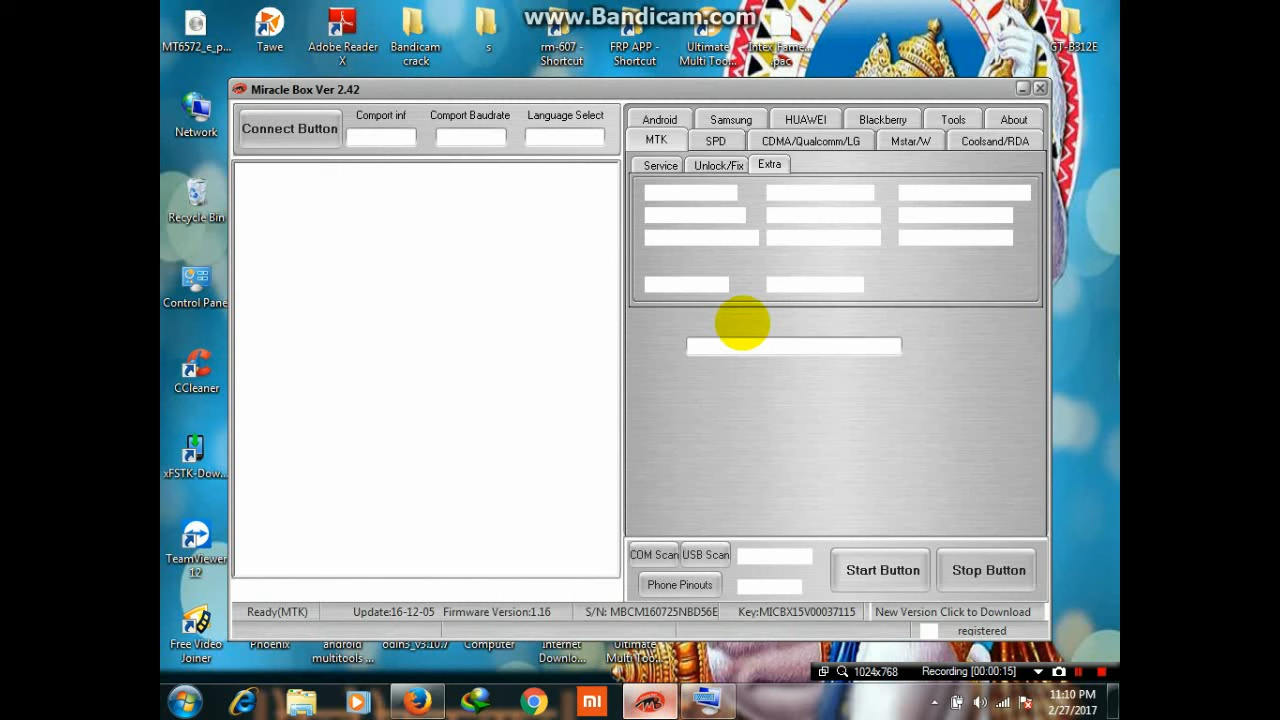 www.Bandicam.com
MT6572_e_p...
Tawe
Adobe Reader X
Bandicam crack
s
rm-607 - Shortcut
FRP APP - Shortcut
Ultimate Multi Too...
Intex Fame... .pac
GT-B312E
Network
Recycle Bin
Control Pane
CCleaner
xFSTK-Dow...
TeamViewer 12
Free Video Joiner
Miracle Box Ver 2.42
Connect Button
Comport inf
Comport Baudrate
Language Select
Android
Samsung
HUAWEI
Blackberry
Tools
About
MTK
SPD
CDMA/Qualcomm/LG
Mstar/W
Coolsand/RDA
Service
Unlock/Fix
Extra
COM Scan
USB Scan
Phone Pinouts
Start Button
Stop Button
Ready(MTK)
Update:16-12-05
Firmware Version:1.16
S/N: MBCM160725NBD56E
Key:MICBX15V00037115
New Version Click to Download
registered
Phoenix
android multitools ...
odin3_v3.10.7
Computer
Internet Downlo...
Ultimate Multi Too...
1024x768
Recording [00:00:15]
mi
11:10 PM
2/27/2017